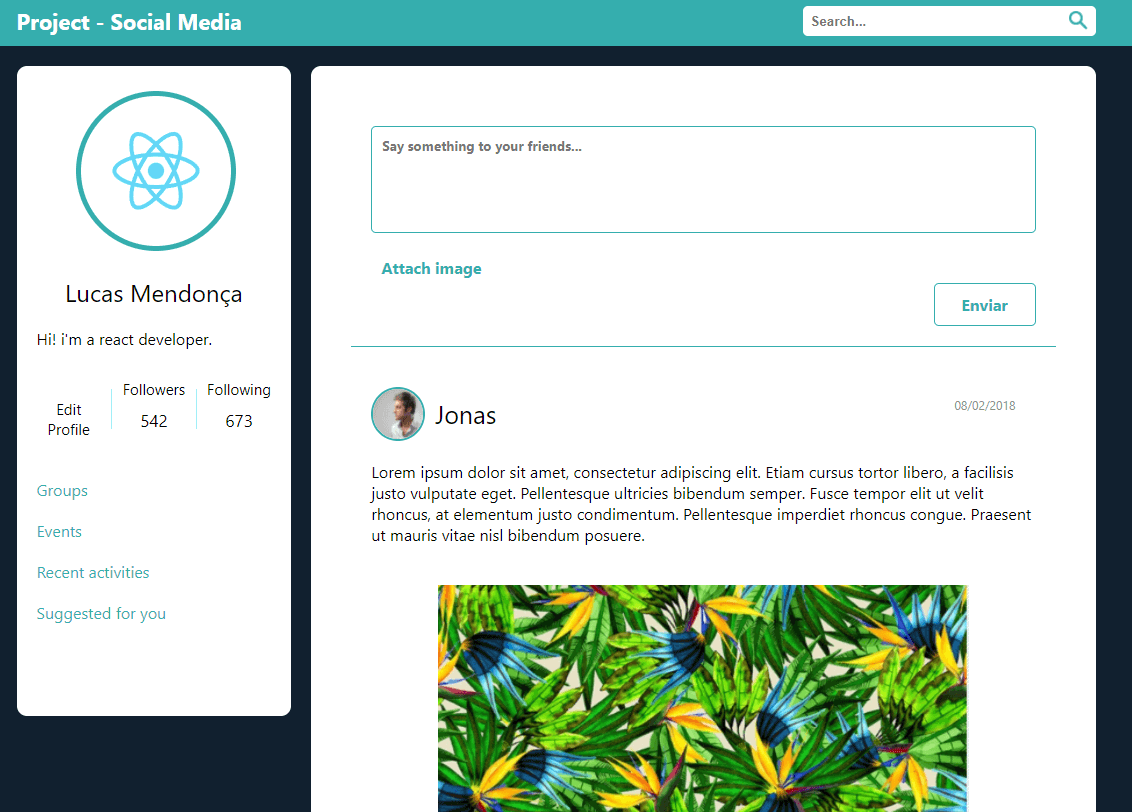 Project - Social Media
Search...
Lucas Mendonça
Hi! i'm a react developer.
Edit
Profile
Followers
542
Following
673
Groups
Events
Recent activities
Suggested for you
Say something to your friends...
Attach image
Enviar
Jonas
08/02/2018
Lorem ipsum dolor sit amet, consectetur adipiscing elit. Etiam cursus tortor libero, a facilisis
justo vulputate eget. Pellentesque ultricies bibendum semper. Fusce tempor elit ut velit
rhoncus, at elementum justo condimentum. Pellentesque imperdiet rhoncus congue. Praesent
ut mauris vitae nisl bibendum posuere.